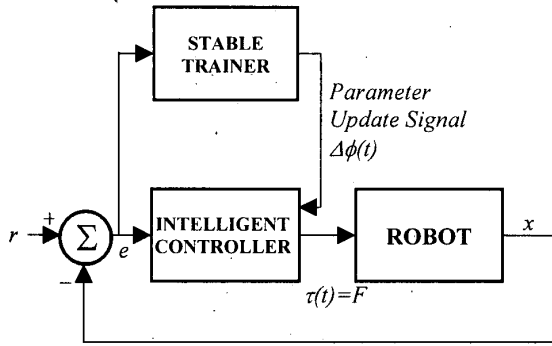 STABLE
TRAINER
Parameter
Update Signal
Δϕ(t)
r
+
Σ
−
e
INTELLIGENT
CONTROLLER
τ(t)=F
ROBOT
x